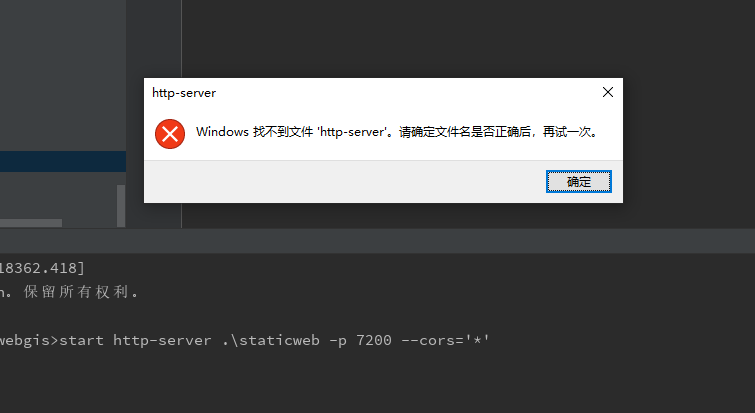 http-server
Windows 找不到文件 'http-server'。请确定文件名是否正确后，再试一次。
确定
18362.418]
n。保留所有权利。
webgis>start http-server .\staticweb -p 7200 --cors='*'